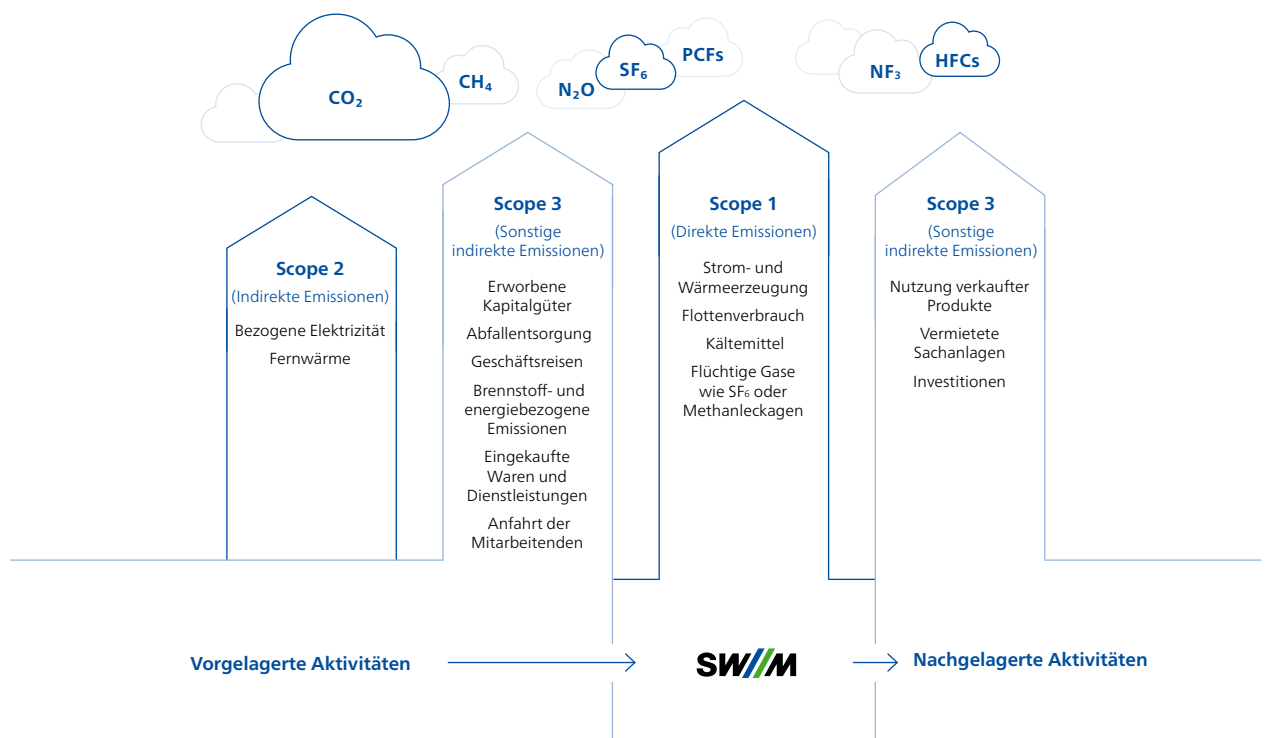 CO₂
CH₄
N₂O
SF₆
PCFs
NF₃
HFCs
Scope 2
(Indirekte Emissionen)
Bezogene Elektrizität
Fernwärme
Scope 3
(Sonstige
indirekte Emissionen)
Erworbene
Kapitalgüter
Abfallentsorgung
Geschäftsreisen
Brennstoff- und
energiebezogene
Emissionen
Eingekaufte
Waren und
Dienstleistungen
Anfahrt der
Mitarbeitenden
Scope 1
(Direkte Emissionen)
Strom- und
Wärmeerzeugung
Flottenverbrauch
Kältemittel
Flüchtige Gase
wie SF₆ oder
Methanleckagen
Scope 3
(Sonstige
indirekte Emissionen)
Nutzung verkaufter
Produkte
Vermietete
Sachanlagen
Investitionen
Vorgelagerte Aktivitäten
SW//M
Nachgelagerte Aktivitäten